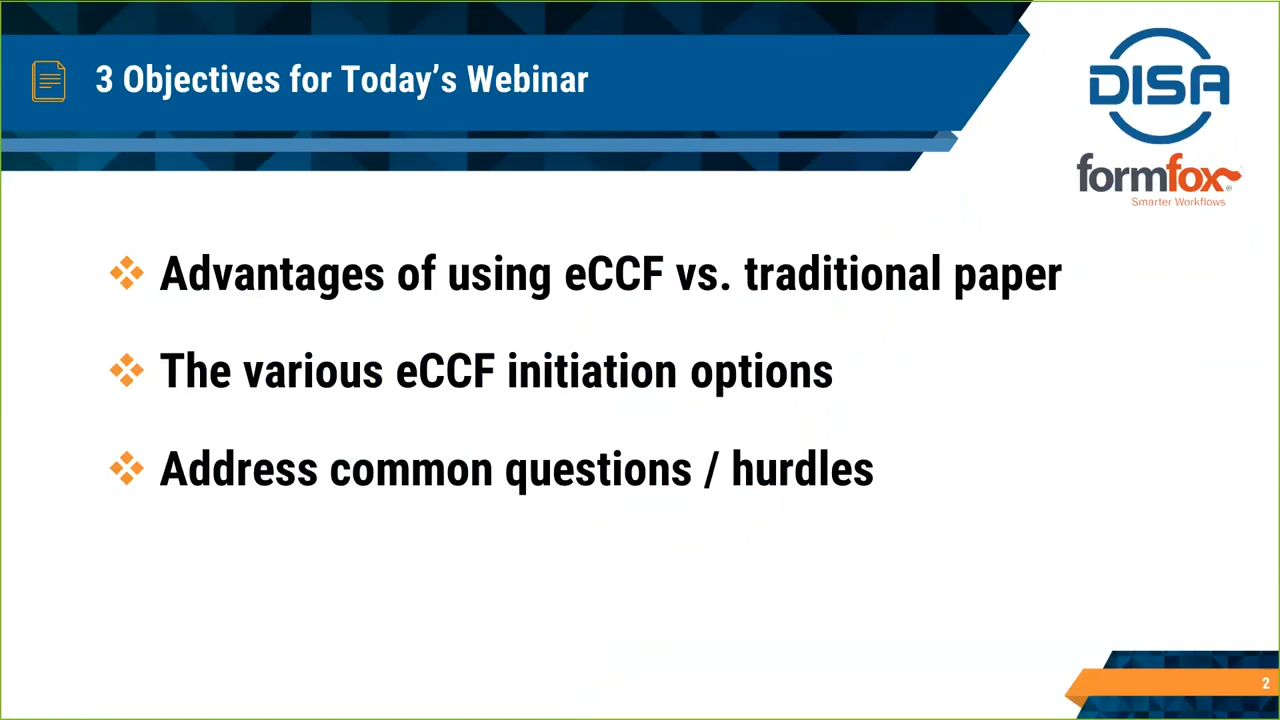 3 Objectives for Today’s Webinar
DISA
formfox®
Smarter Workflows
Advantages of using eCCF vs. traditional paper
The various eCCF initiation options
Address common questions / hurdles
2